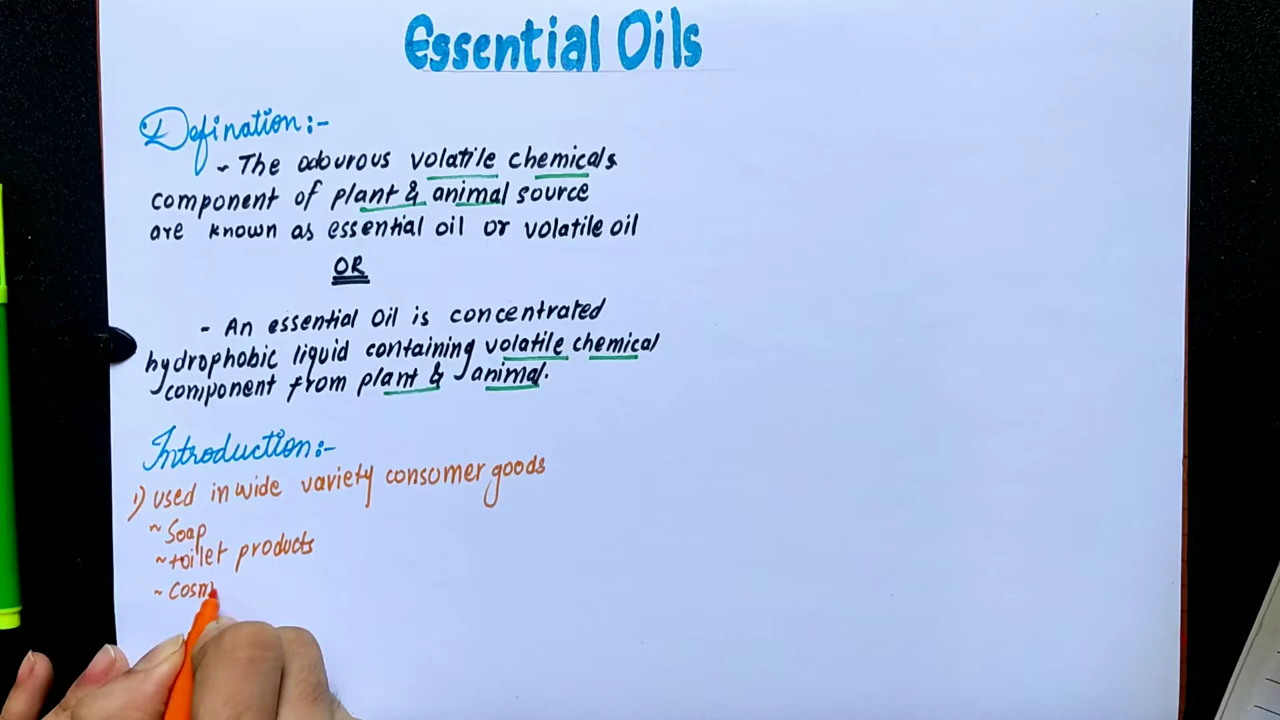 Essential Oils
Defination:-
- The odourous volatile chemicals
component of plant & animal source
are known as essential oil or volatile oil
OR
- An essential oil is concentrated
hydrophobic liquid containing volatile chemical
component from plant & animal.
Introduction:-
1) used in wide variety consumer goods
~ Soap
~ toilet products
~ Cosm